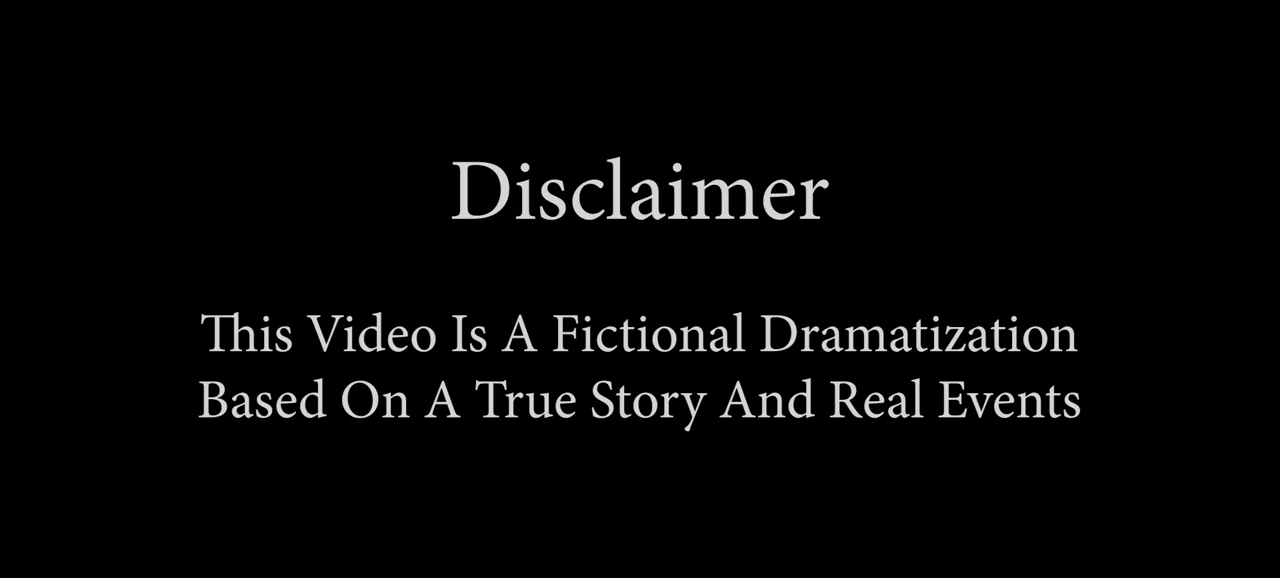 Disclaimer
This Video Is A Fictional Dramatization
Based On A True Story And Real Events